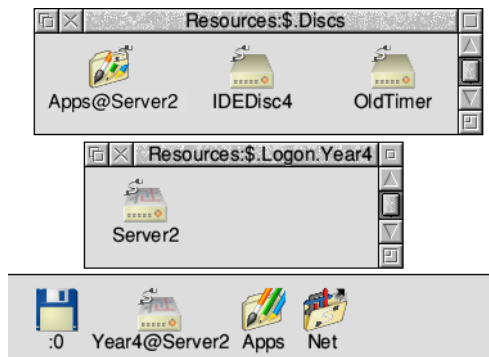 Resources:$.Discs
Apps@Server2 IDEDisc4 OldTimer
Resources:$.Logon.Year4
Server2
:0 Year4@Server2 Apps Net